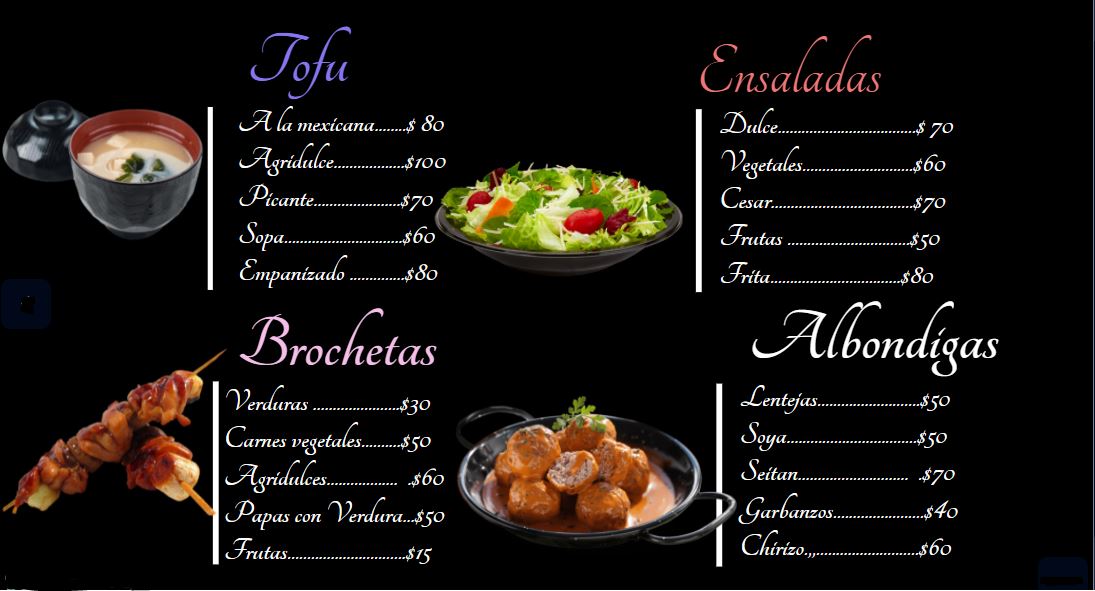 Tofu
A la mexicana........$ 80
Agridulce..................$100
Picante......................$70
Sopa..............................$60
Empanizado ..............$80
Ensaladas
Dulce...................................$ 70
Vegetales............................$60
Cesar....................................$70
Frutas ...............................$50
Frita.................................$80
Brochetas
Verduras ......................$30
Carnes vegetales..........$50
Agridulces.................. .$60
Papas con Verdura...$50
Frutas..............................$15
Albondigas
Lentejas..........................$50
Soya..................................$50
Seitan............................ .$70
Garbanzos.......................$40
Chirizo.,,..........................$60